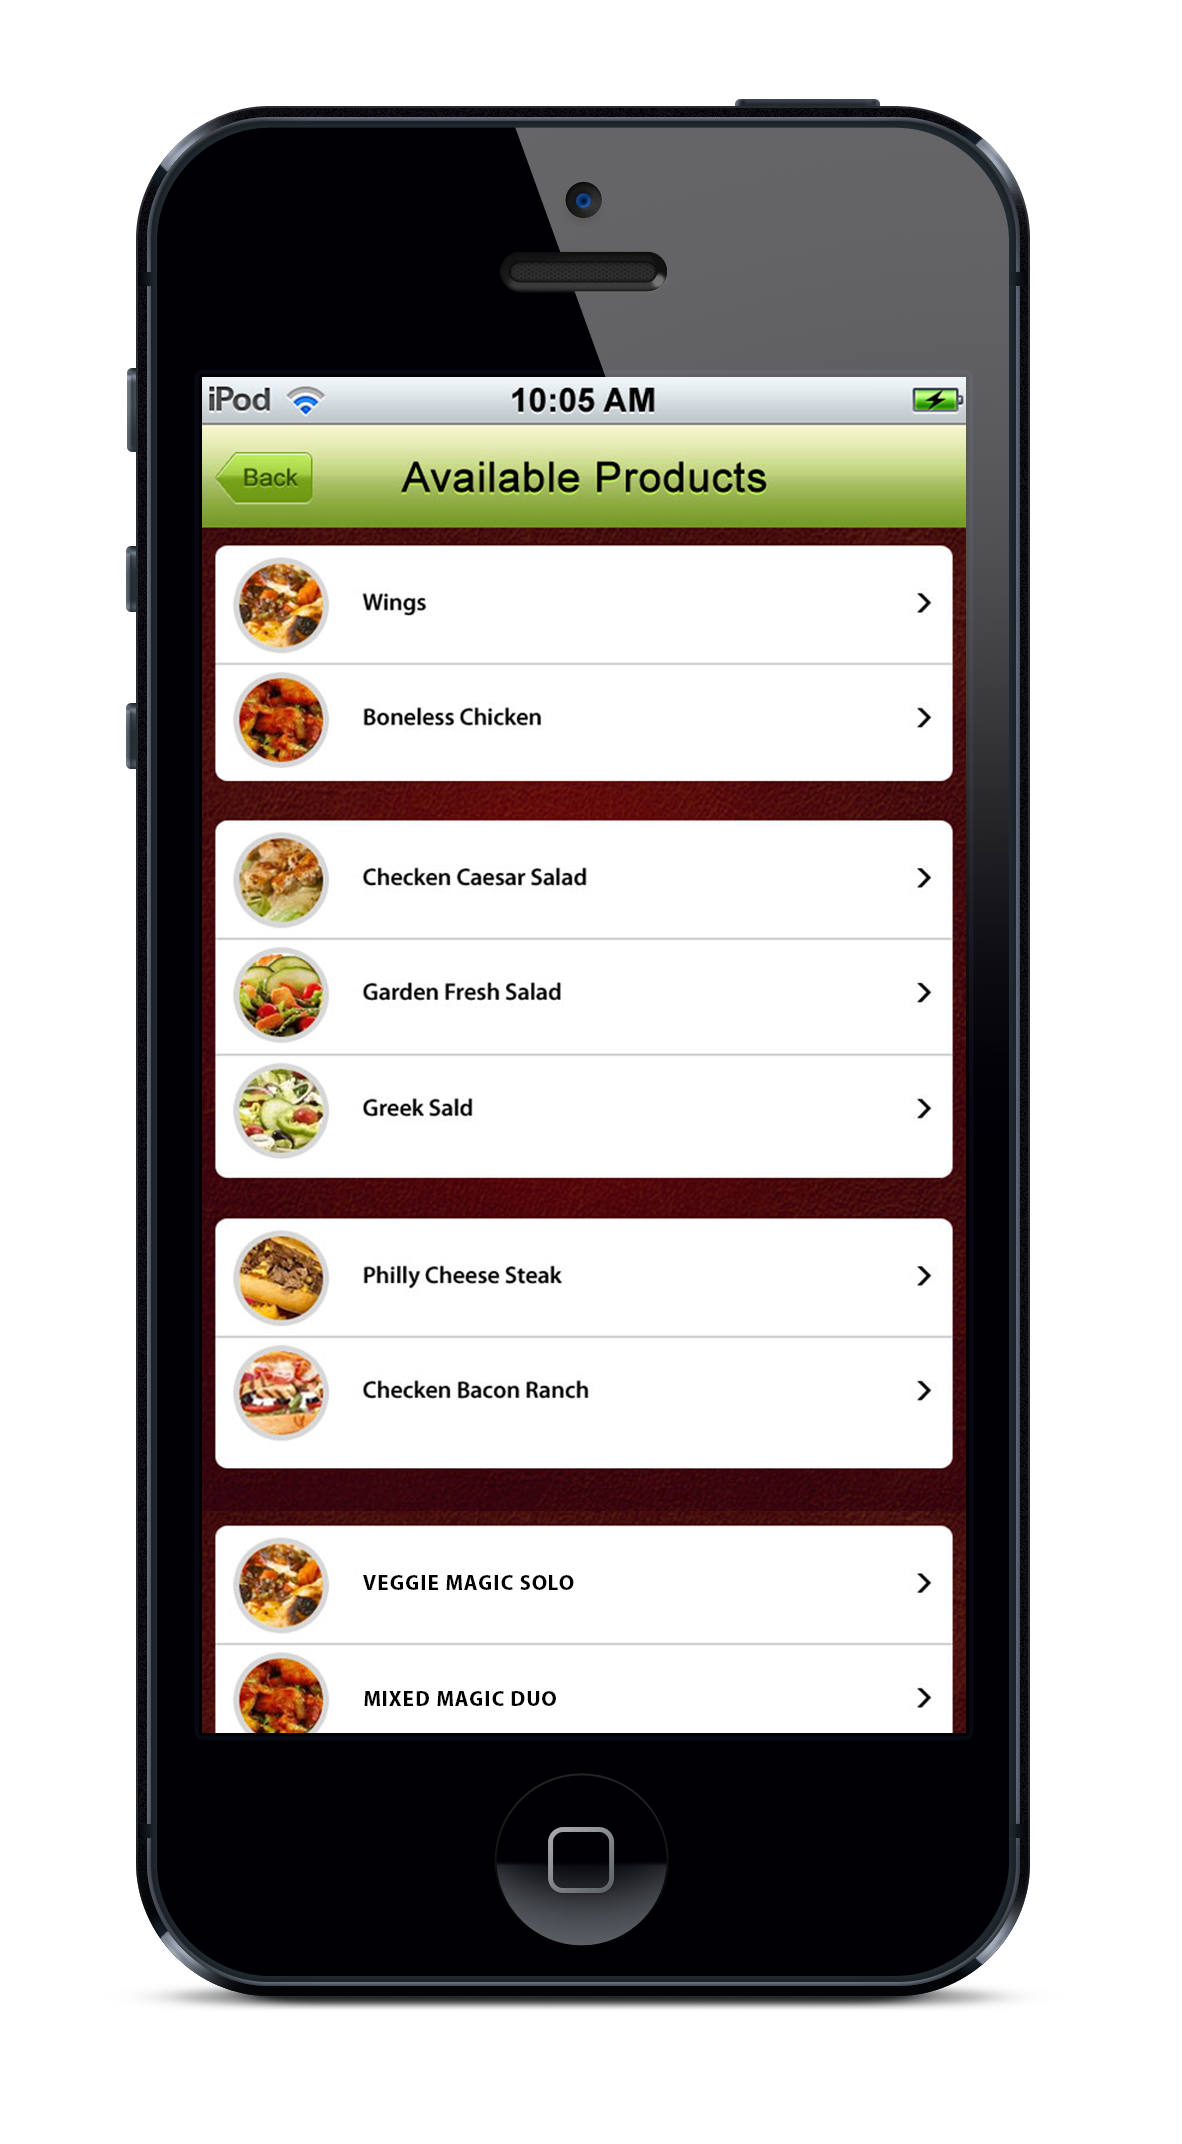 iPod 10:05 AM
Back Available Products
Wings
Boneless Chicken
Checken Caesar Salad
Garden Fresh Salad
Greek Sald
Philly Cheese Steak
Checken Bacon Ranch
VEGGIE MAGIC SOLO
MIXED MAGIC DUO